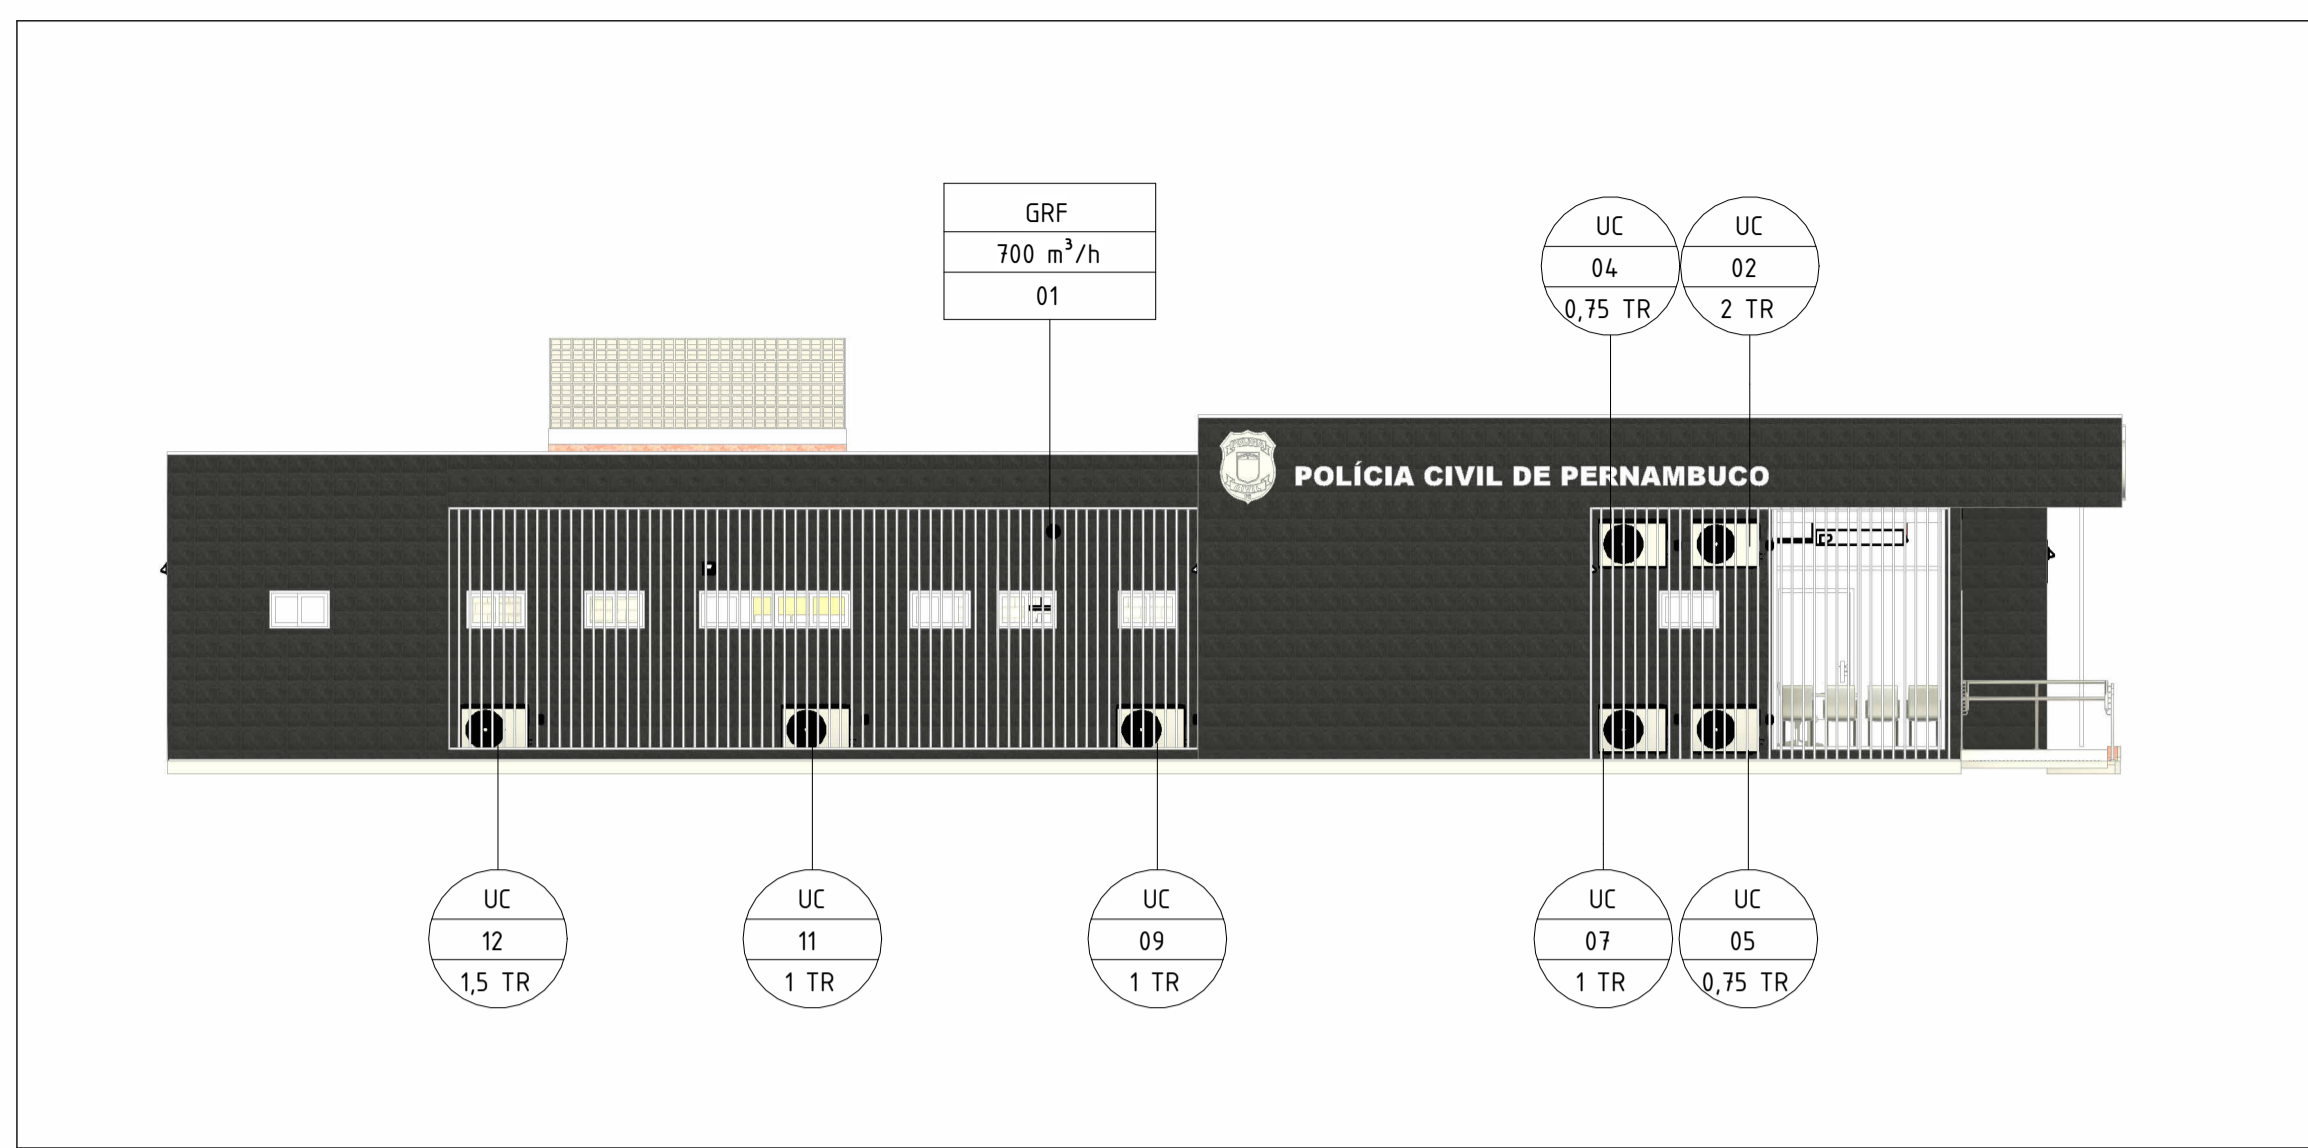 GRF
700 m³/h
01
UC
04
0,75 TR
UC
02
2 TR
POLÍCIA CIVIL DE PERNAMBUCO
UC
12
1,5 TR
UC
11
1 TR
UC
09
1 TR
UC
07
1 TR
UC
05
0,75 TR